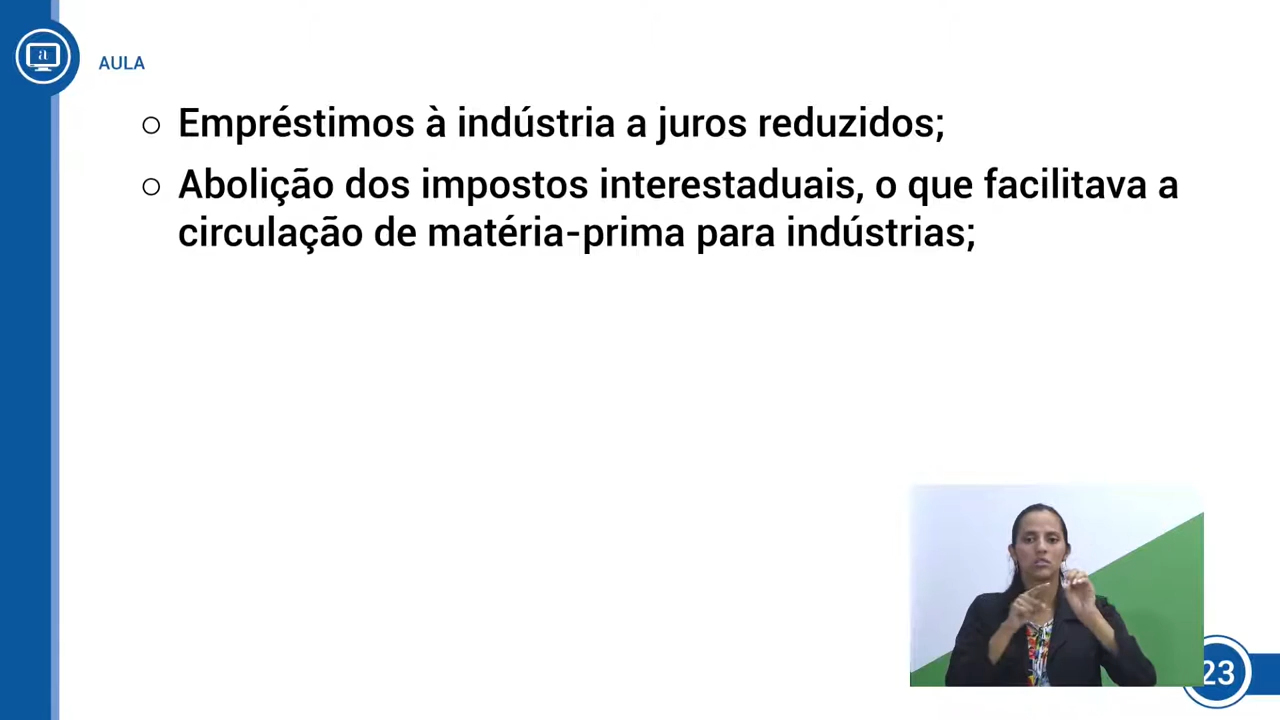 AULA
○ Empréstimos à indústria a juros reduzidos;
○ Abolição dos impostos interestaduais, o que facilitava a
circulação de matéria-prima para indústrias;
23